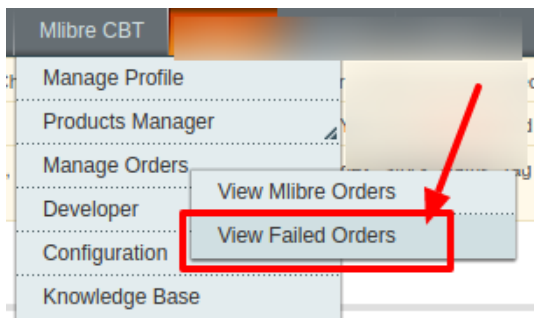 Mlibre CBT
Manage Profile
Products Manager
Manage Orders
View Mlibre Orders
Developer
View Failed Orders
Configuration
Knowledge Base